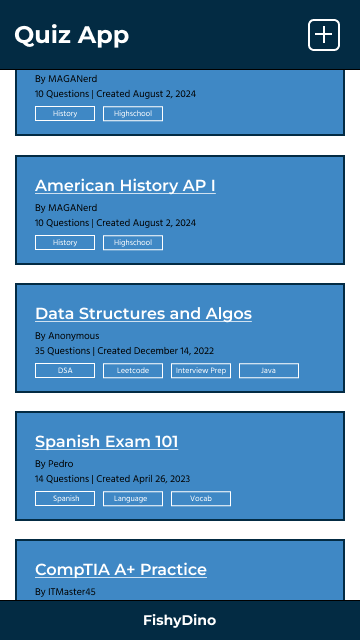 Quiz App
By MAGANerd
10 Questions | Created August 2, 2024
History Highschool
American History AP I
By MAGANerd
10 Questions | Created August 2, 2024
History Highschool
Data Structures and Algos
By Anonymous
35 Questions | Created December 14, 2022
DSA Leetcode Interview Prep Java
Spanish Exam 101
By Pedro
14 Questions | Created April 26, 2023
Spanish Language Vocab
CompTIA A+ Practice
By ITMaster45
FishyDino